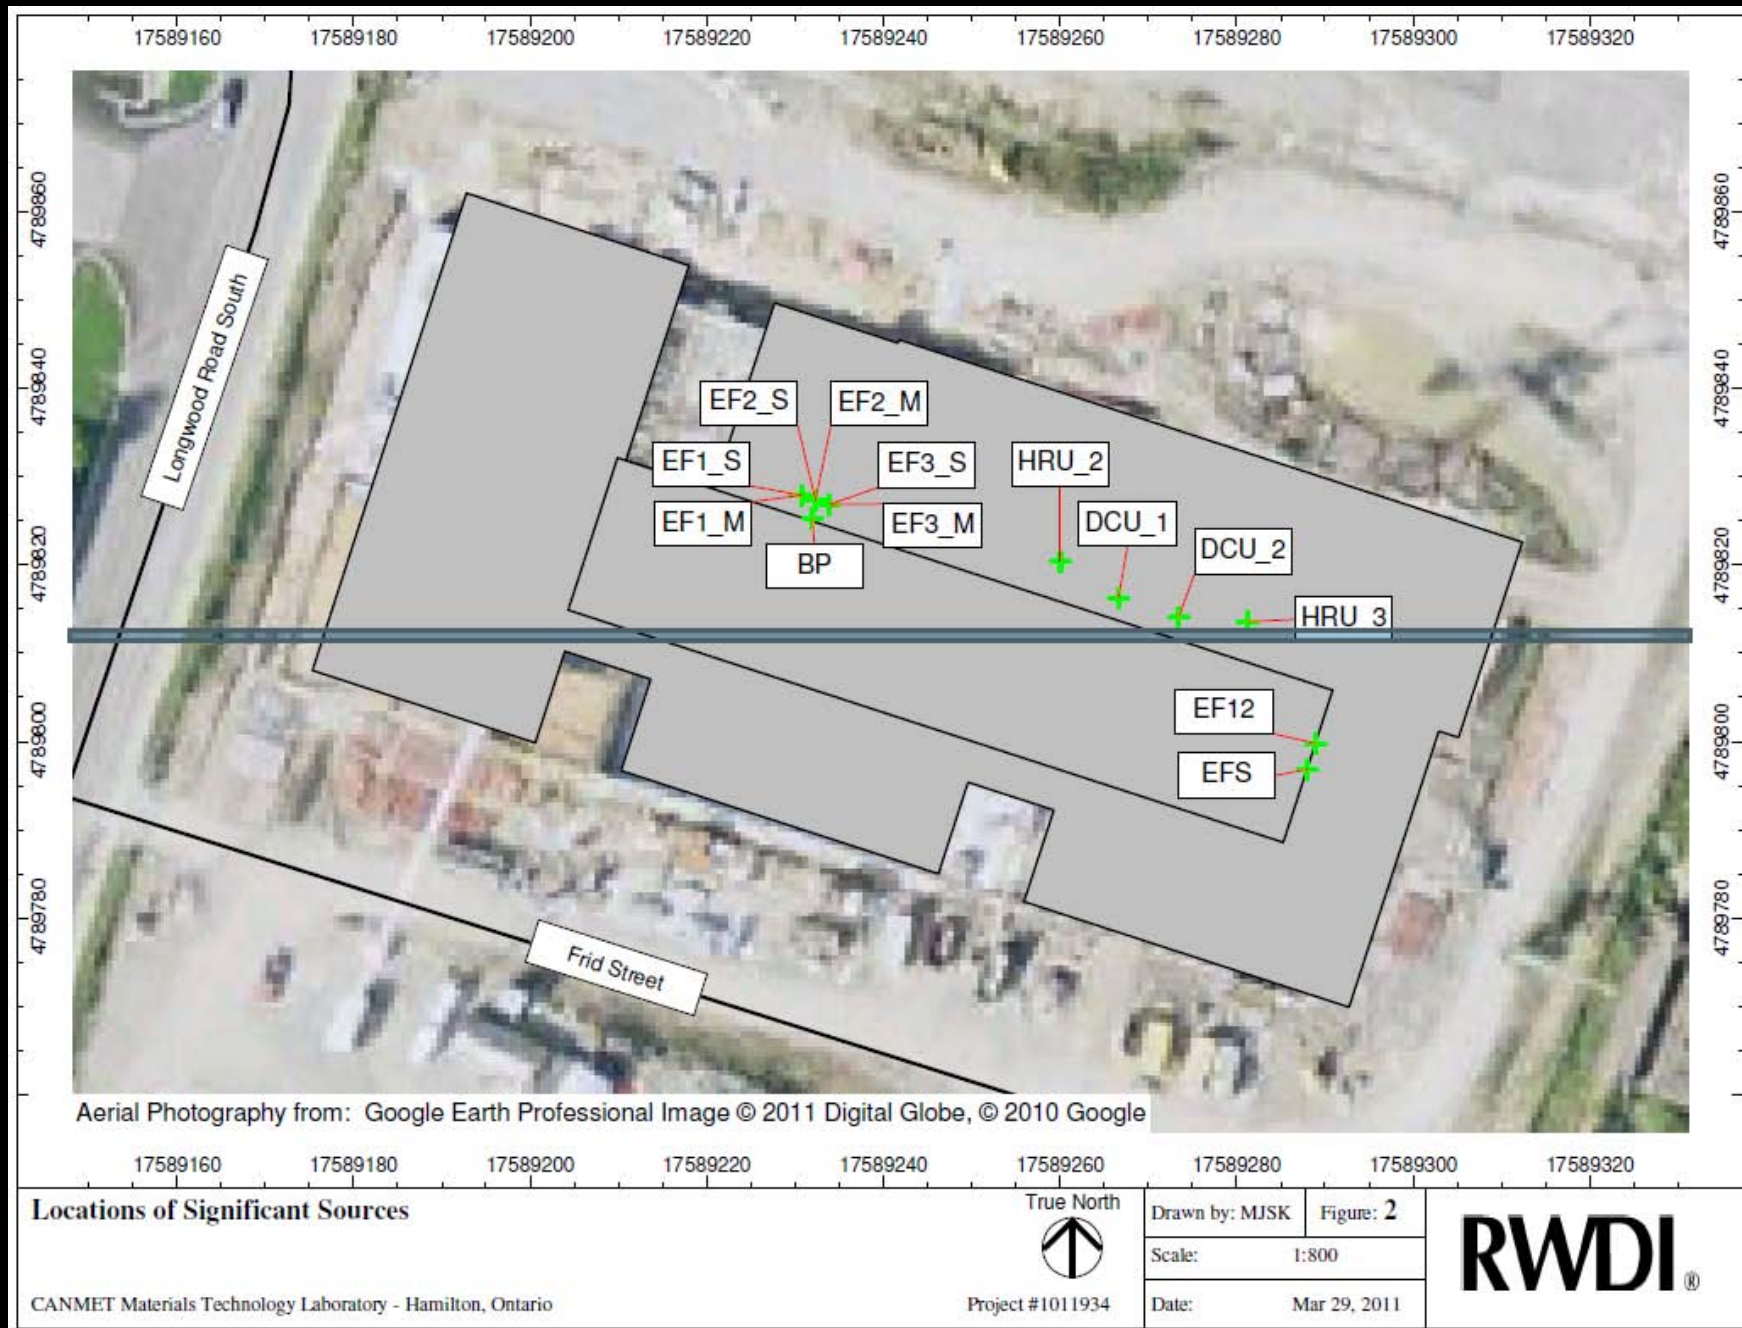 17589160 17589180 17589200 17589220 17589240 17589260 17589280 17589300 17589320
4789860
4789860
4789840
4789840
4789820
4789820
4789800
4789800
4789780
4789780
Longwood Road South
EF2_S
EF2_M
EF1_S
EF3_S
HRU_2
EF1_M
EF3_M
DCU_1
BP
DCU_2
HRU_3
EF12
EFS
Frid Street
Aerial Photography from: Google Earth Professional Image © 2011 Digital Globe, © 2010 Google
17589160 17589180 17589200 17589220 17589240 17589260 17589280 17589300 17589320
Locations of Significant Sources
CANMET Materials Technology Laboratory - Hamilton, Ontario
True North
Project #1011934
Drawn by: MJSK Figure: 2
Scale: 1:800
Date: Mar 29, 2011
RWDI ®